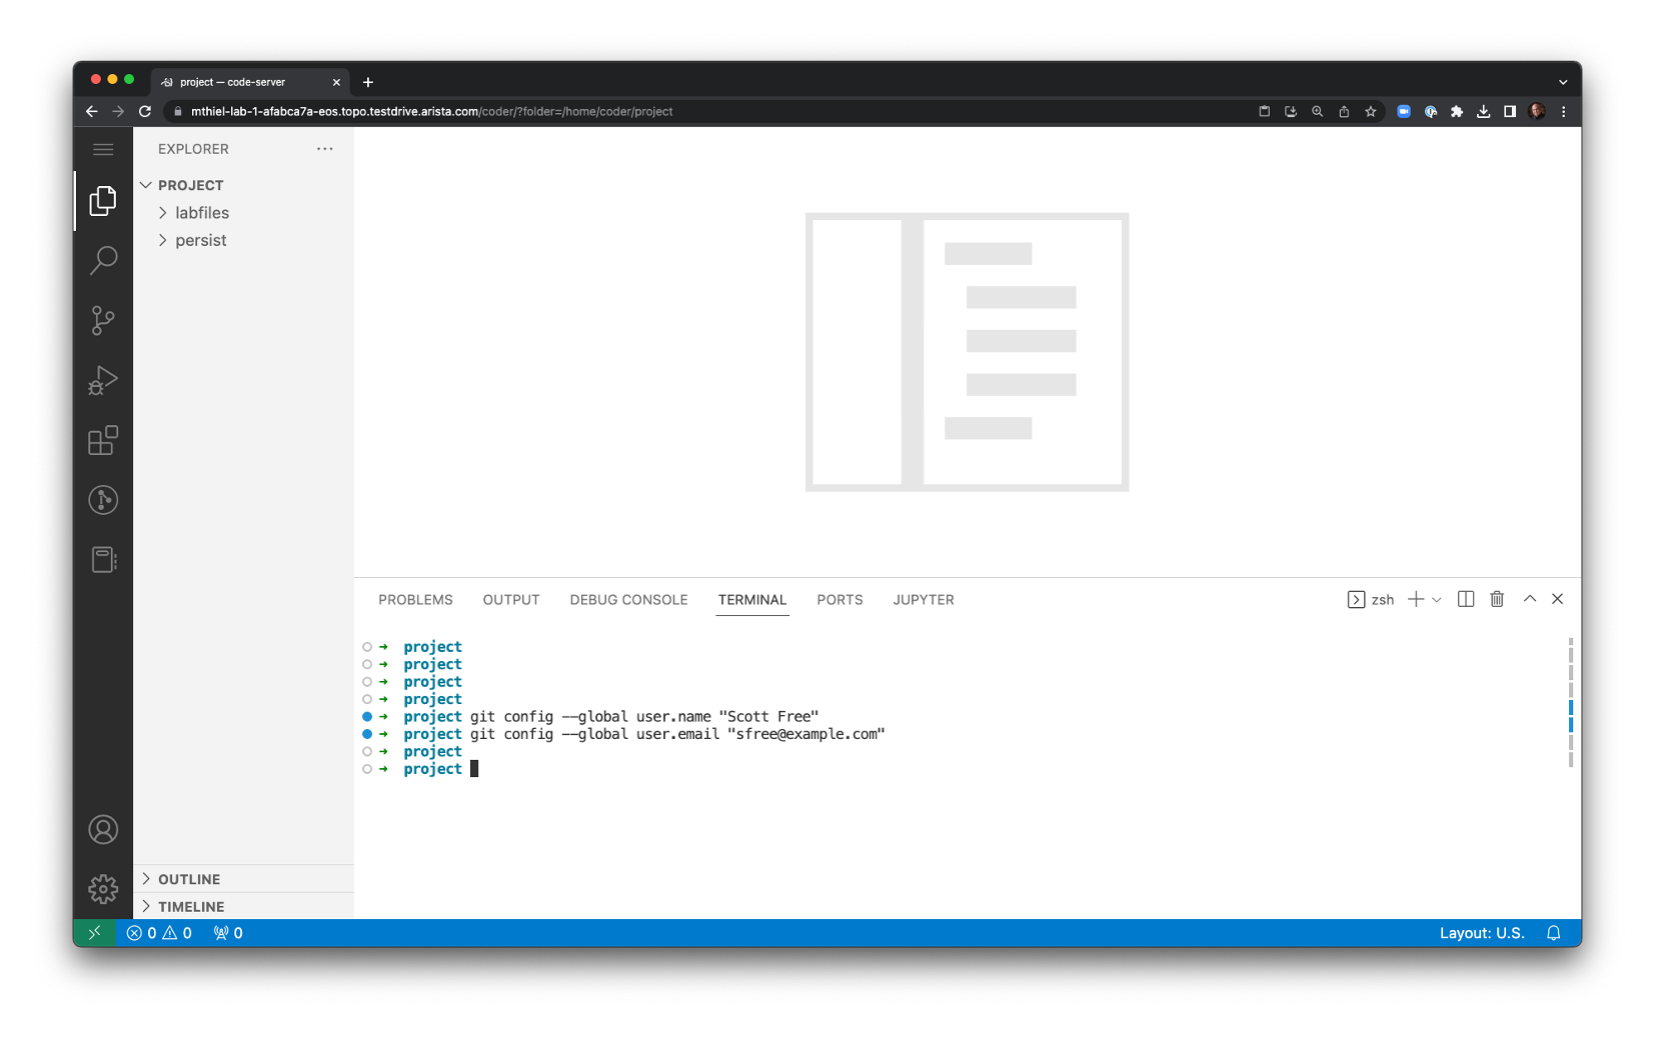 project — code-server
mthiel-lab-1-afabca7a-eos.topo.testdrive.arista.com/coder/?folder=/home/coder/project
EXPLORER
PROJECT
labfiles
persist
OUTLINE
TIMELINE
PROBLEMS OUTPUT DEBUG CONSOLE TERMINAL PORTS JUPYTER zsh
project
project
project
project
project git config --global user.name "Scott Free"
project git config --global user.email "sfree@example.com"
project
project
0 0 0 Layout: U.S.